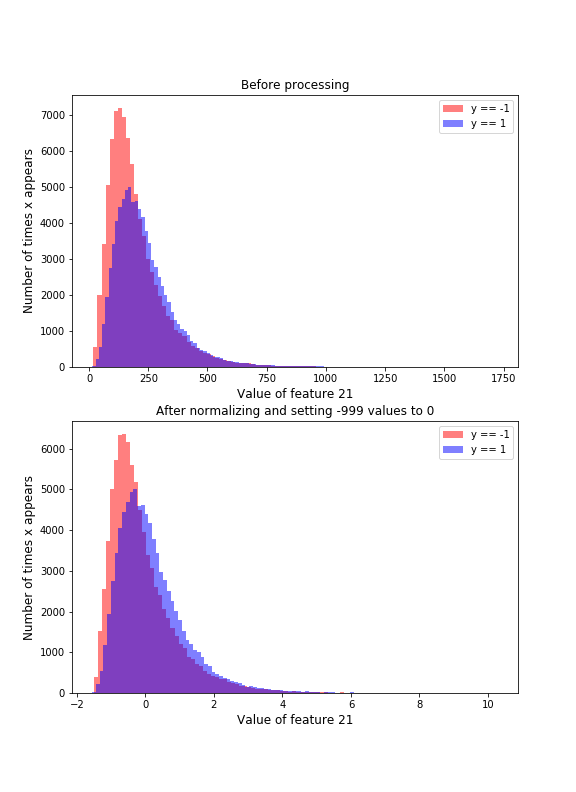 Before processing
y == -1
y == 1
7000
6000
5000
4000
3000
2000
1000
0
Number of times x appears
0 250 500 750 1000 1250 1500 1750
Value of feature 21
After normalizing and setting -999 values to 0
y == -1
y == 1
6000
5000
4000
3000
2000
1000
0
Number of times x appears
−2 0 2 4 6 8 10
Value of feature 21